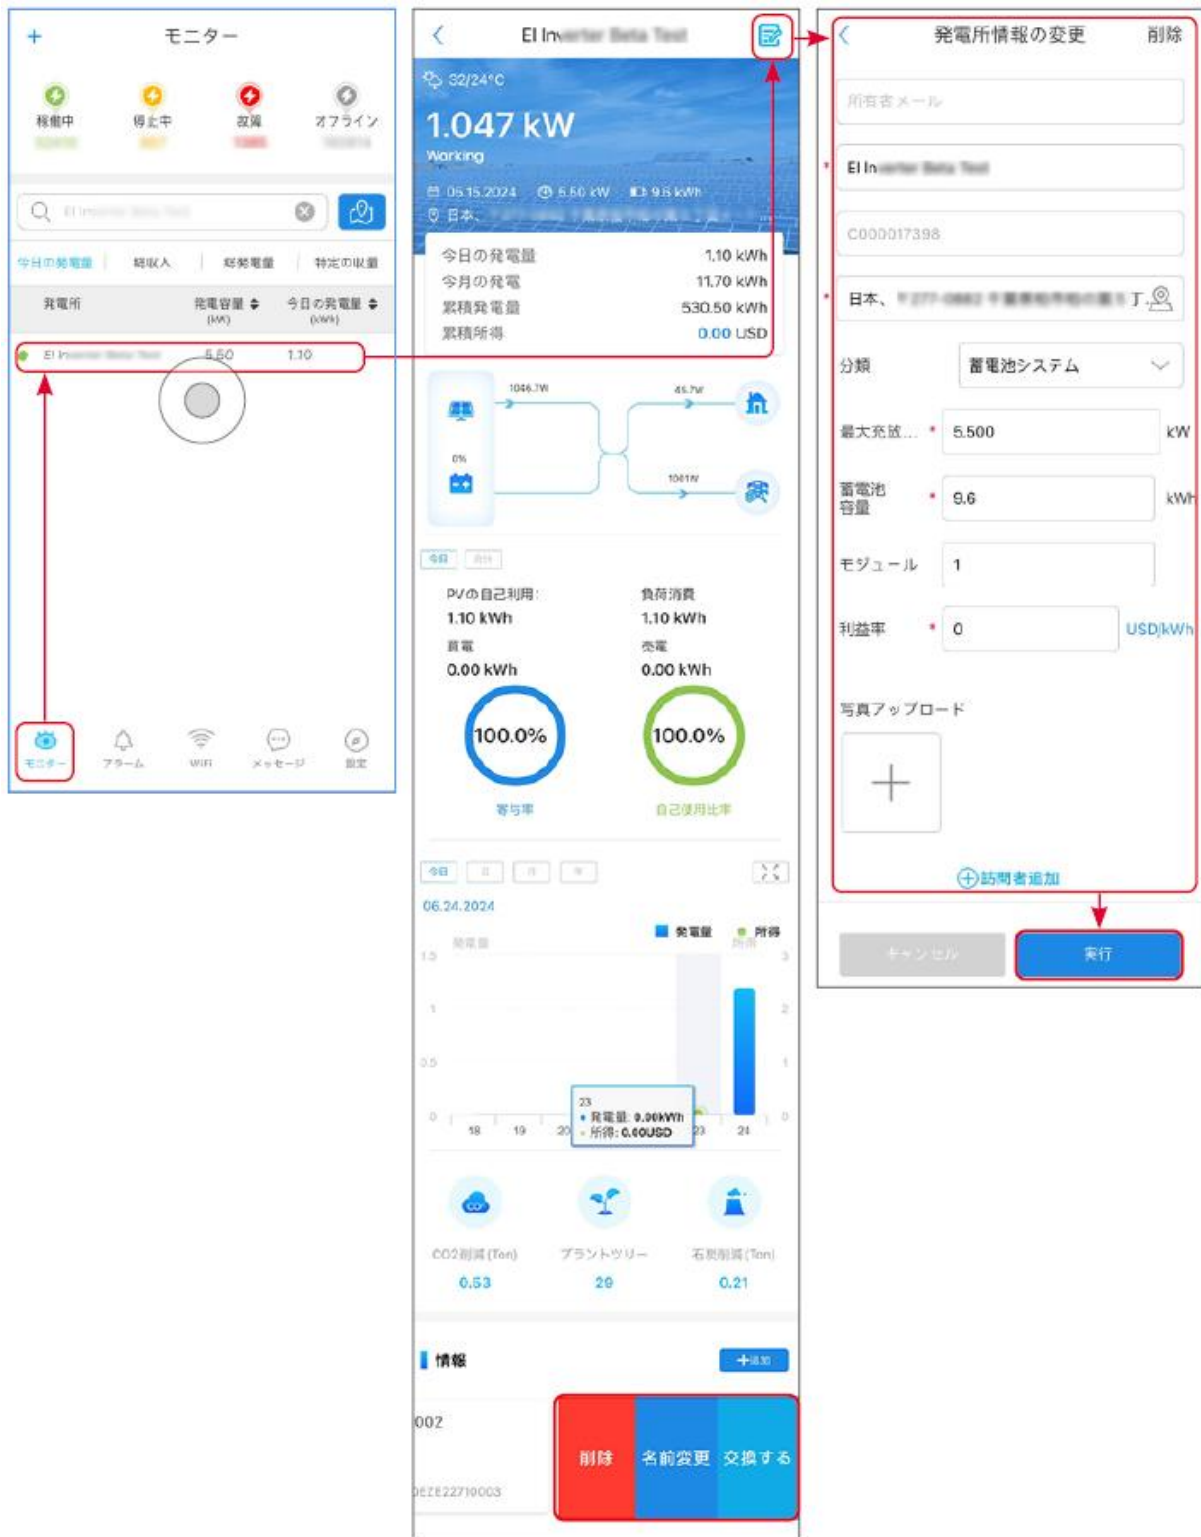 モニター
稼働中
停止中
故障
オフライン
今日の発電量
総収入
総発電量
特定の収量
発電所
発電容量
(kW)
今日の発電量
(kWh)
5.50
1.10
モニター
アラーム
WiFi
メッセージ
設定
32/24°C
1.047 kW
Working
06.15.2024
5.50 kW
9.6 kWh
日本、
今日の発電量 1.10 kWh
今月の発電 11.70 kWh
累積発電量 530.50 kWh
累積所得 0.00 USD
1046.7W
45.7W
0%
1001W
今日
PVの自己利用:
1.10 kWh
負荷消費
1.10 kWh
買電
0.00 kWh
売電
0.00 kWh
100.0%
100.0%
寄与率
自己使用比率
今日
06.24.2024
発電量
所得
発電量
所得
1.5
3
1
2
0.5
1
0
0
18
19
20
23
24
23
発電量: 0.00kWh
所得: 0.00USD
CO2削減(Ton)
プラントツリー
石炭削減(Ton)
0.53
29
0.21
情報
+追加
002
削除
名前変更
交換する
0EZE22710003
発電所情報の変更
削除
所有者メール
C000017398
日本、
分類
蓄電池システム
最大充放... * 5.500 kW
蓄電池
容量
* 9.6 kWh
モジュール 1
利益率 * 0 USD/kWh
写真アップロード
訪問者追加
キャンセル
実行